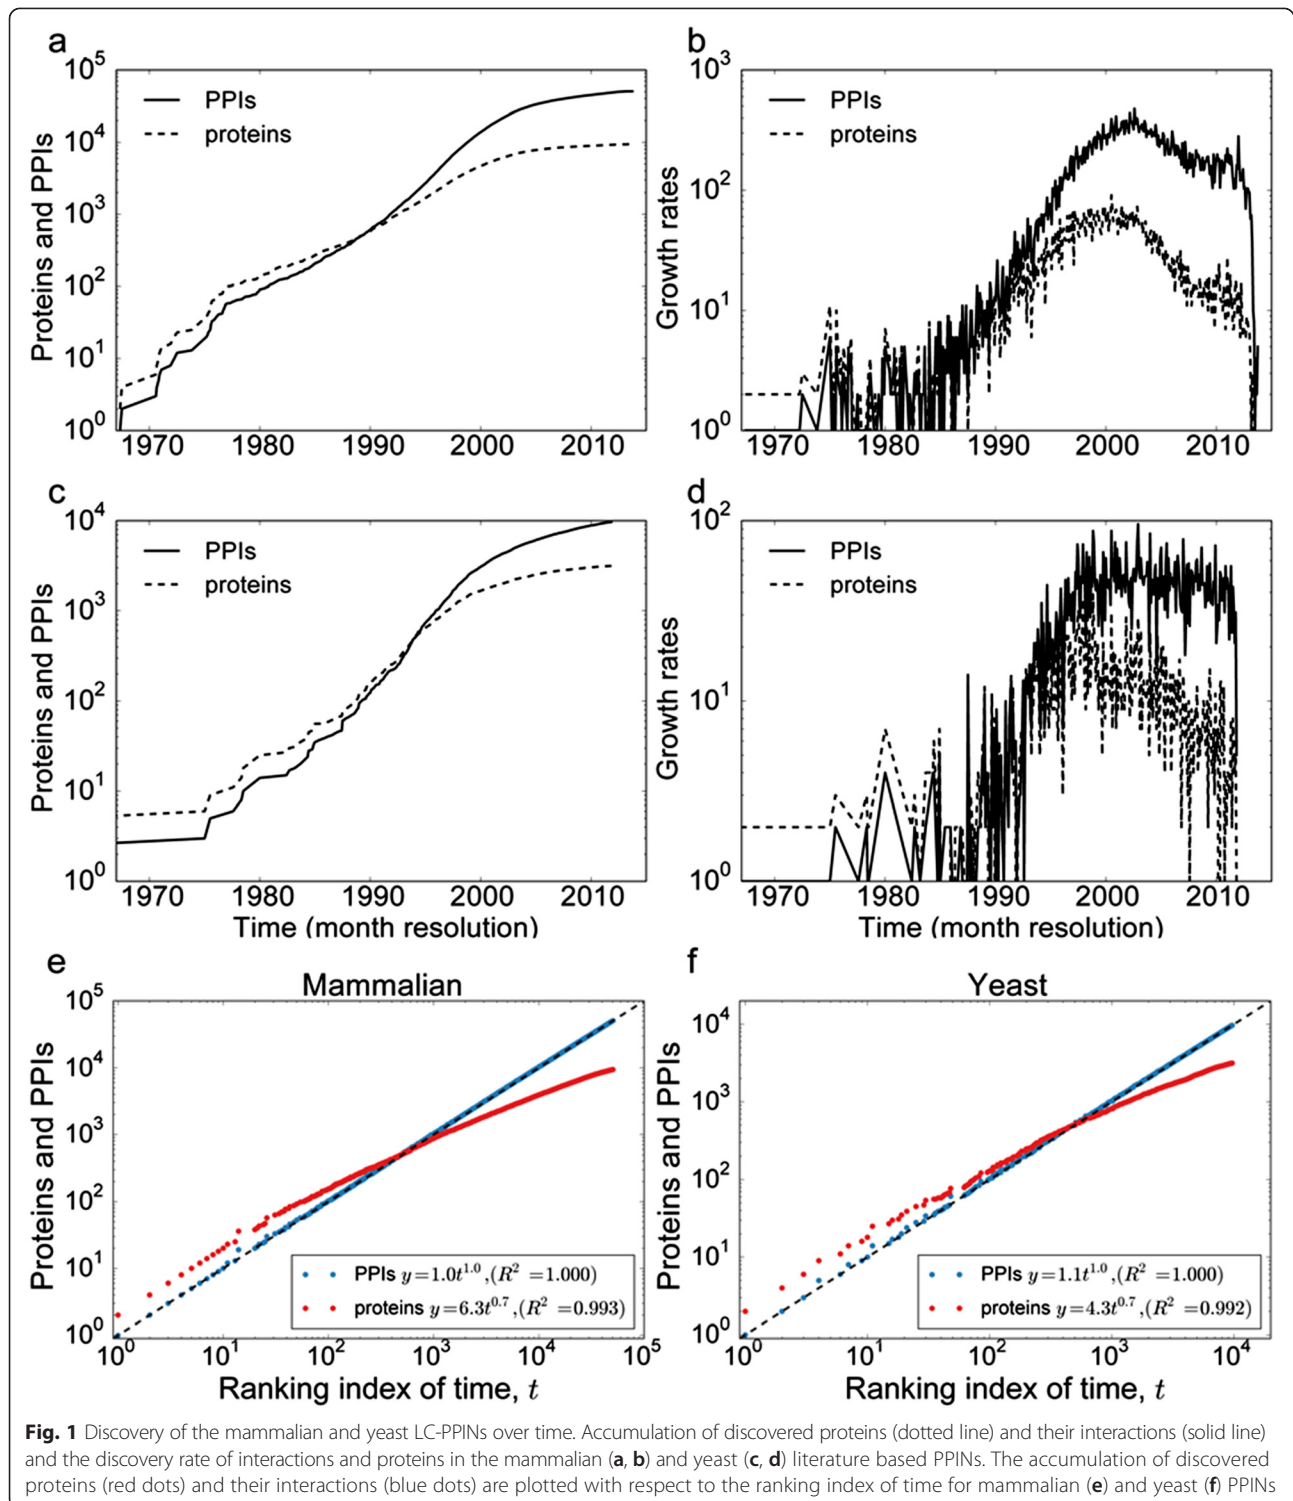 a
10^5
10^4
10^3
10^2
10^1
10^0
Proteins and PPIs
PPIs
proteins
1970 1980 1990 2000 2010
b
10^3
10^2
10^1
10^0
Growth rates
PPIs
proteins
1970 1980 1990 2000 2010
c
10^4
10^3
10^2
10^1
10^0
Proteins and PPIs
PPIs
proteins
1970 1980 1990 2000 2010
Time (month resolution)
d
10^2
10^1
10^0
Growth rates
PPIs
proteins
1970 1980 1990 2000 2010
Time (month resolution)
e
Mammalian
10^5
10^4
10^3
10^2
10^1
10^0
Proteins and PPIs
PPIs y=1.0t^{1.0},(R^2=1.000)
proteins y=6.3t^{0.7},(R^2=0.993)
10^0 10^1 10^2 10^3 10^4 10^5
Ranking index of time, t
f
Yeast
10^4
10^3
10^2
10^1
10^0
Proteins and PPIs
PPIs y=1.1t^{1.0},(R^2=1.000)
proteins y=4.3t^{0.7},(R^2=0.992)
10^0 10^1 10^2 10^3 10^4
Ranking index of time, t
Fig. 1 Discovery of the mammalian and yeast LC-PPINs over time. Accumulation of discovered proteins (dotted line) and their interactions (solid line)
and the discovery rate of interactions and proteins in the mammalian (a, b) and yeast (c, d) literature based PPINs. The accumulation of discovered
proteins (red dots) and their interactions (blue dots) are plotted with respect to the ranking index of time for mammalian (e) and yeast (f) PPINs